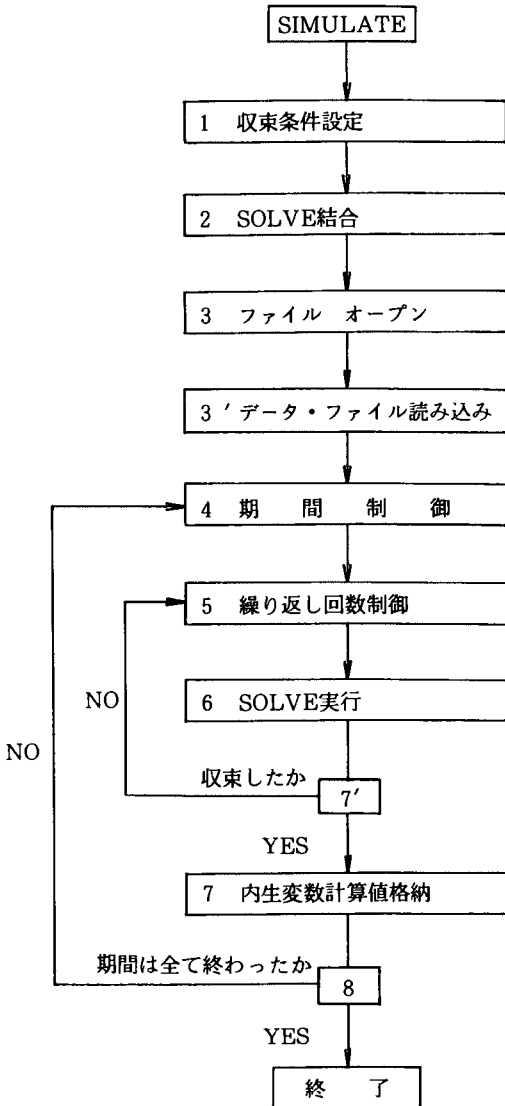 SIMULATE
1 収束条件設定
2 SOLVE結合
3 ファイル オープン
3 ′データ・ファイル読み込み
4 期 間 制 御
5 繰り返し回数制御
NO
6 SOLVE実行
NO
収束したか
7′
YES
7 内生変数計算値格納
期間は全て終わったか
8
YES
終 了